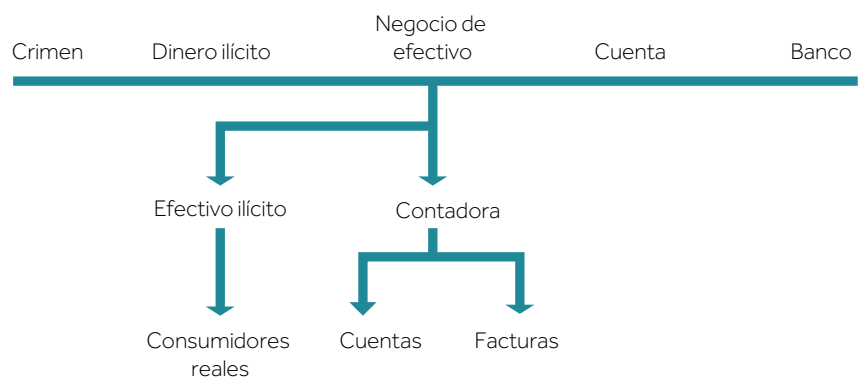 Crimen
Dinero ilícito
Negocio de
efectivo
Cuenta
Banco
Efectivo ilícito
Contadora
Consumidores
reales
Cuentas
Facturas